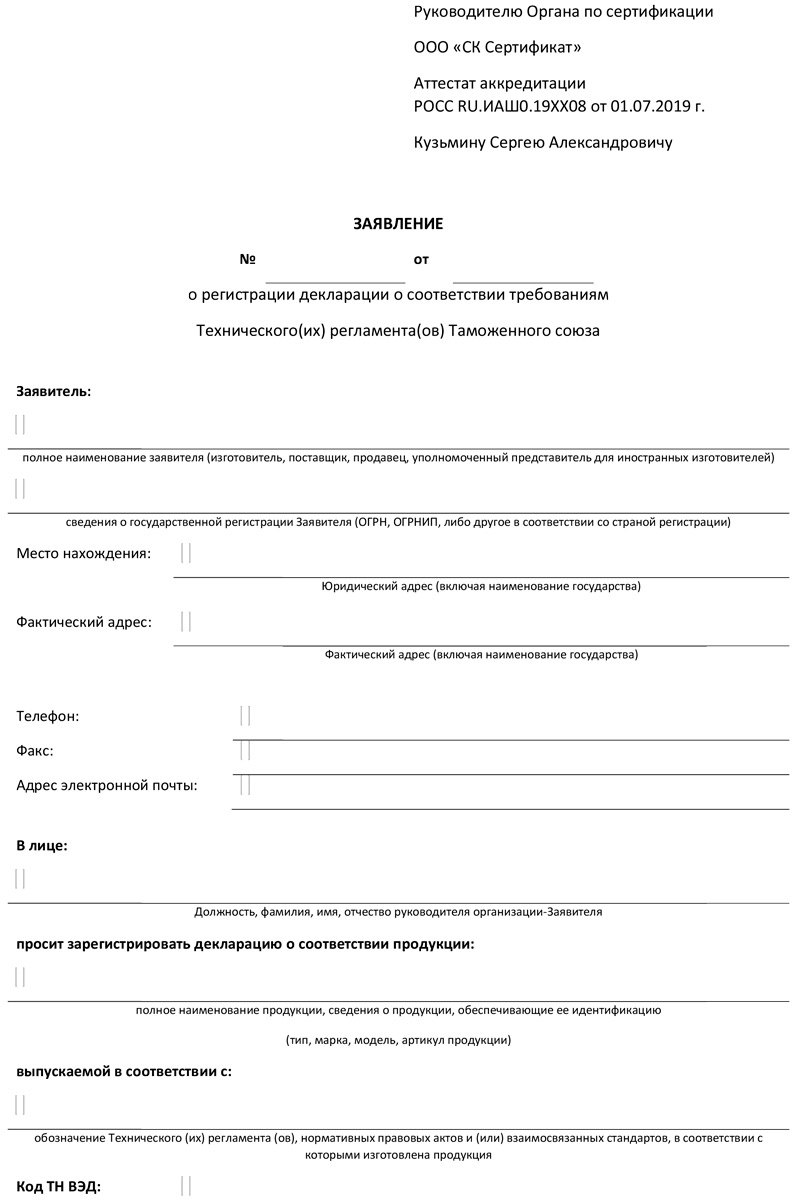 Руководителю Органа по сертификации
ООО «СК Сертификат»
Аттестат аккредитации
РОСС RU.ИАШ0.19ХХ08 от 01.07.2019 г.
Кузьмину Сергею Александровичу
ЗАЯВЛЕНИЕ
№ от
о регистрации декларации о соответствии требованиям
Технического(их) регламента(ов) Таможенного союза
Заявитель:
полное наименование заявителя (изготовитель, поставщик, продавец, уполномоченный представитель для иностранных изготовителей)
сведения о государственной регистрации Заявителя (ОГРН, ОГРНИП, либо другое в соответствии со страной регистрации)
Место нахождения:
Юридический адрес (включая наименование государства)
Фактический адрес:
Фактический адрес (включая наименование государства)
Телефон:
Факс:
Адрес электронной почты:
В лице:
Должность, фамилия, имя, отчество руководителя организации-Заявителя
просит зарегистрировать декларацию о соответствии продукции:
полное наименование продукции, сведения о продукции, обеспечивающие ее идентификацию
(тип, марка, модель, артикул продукции)
выпускаемой в соответствии с:
обозначение Технического (их) регламента (ов), нормативных правовых актов и (или) взаимосвязанных стандартов, в соответствии с
которыми изготовлена продукция
Код ТН ВЭД: